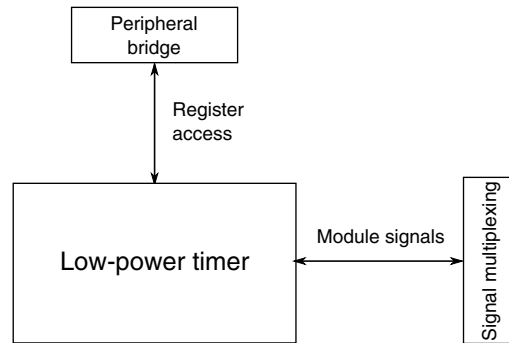 Peripheral
bridge
Register
access
Low-power timer
Module signals
Signal multiplexing